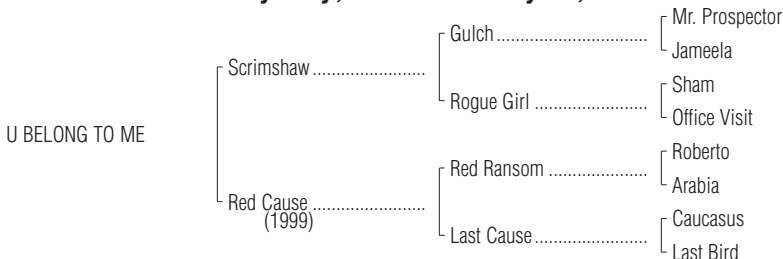 Mr. Prospector
Gulch
Jameela
Scrimshaw
Sham
Rogue Girl
Office Visit
U BELONG TO ME
Roberto
Red Ransom
Arabia
Red Cause
(1999)
Caucasus
Last Cause
Last Bird